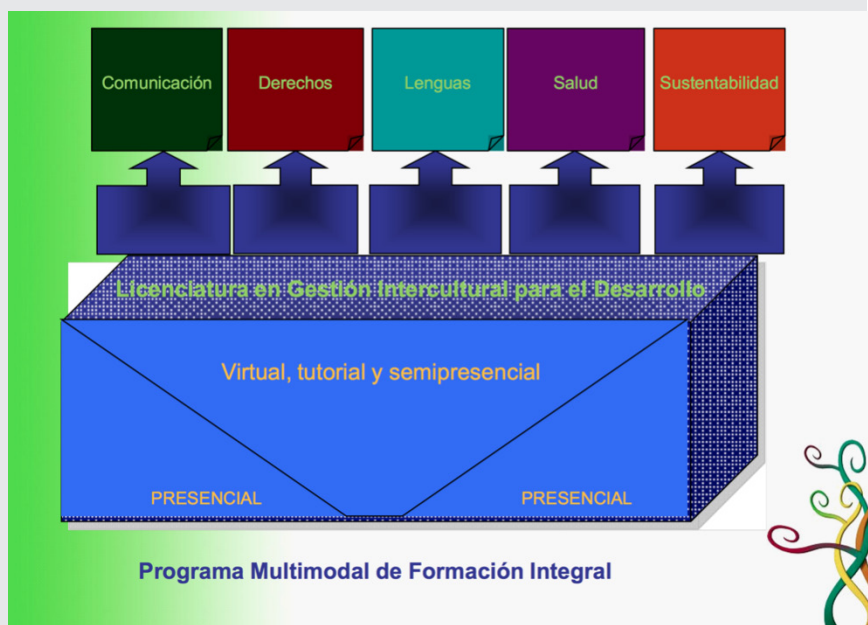 Comunicación
Derechos
Lenguas
Salud
Sustentabilidad
Licenciatura en Gestión Intercultural para el Desarrollo
Virtual, tutorial y semipresencial
PRESENCIAL
PRESENCIAL
Programa Multimodal de Formación Integral